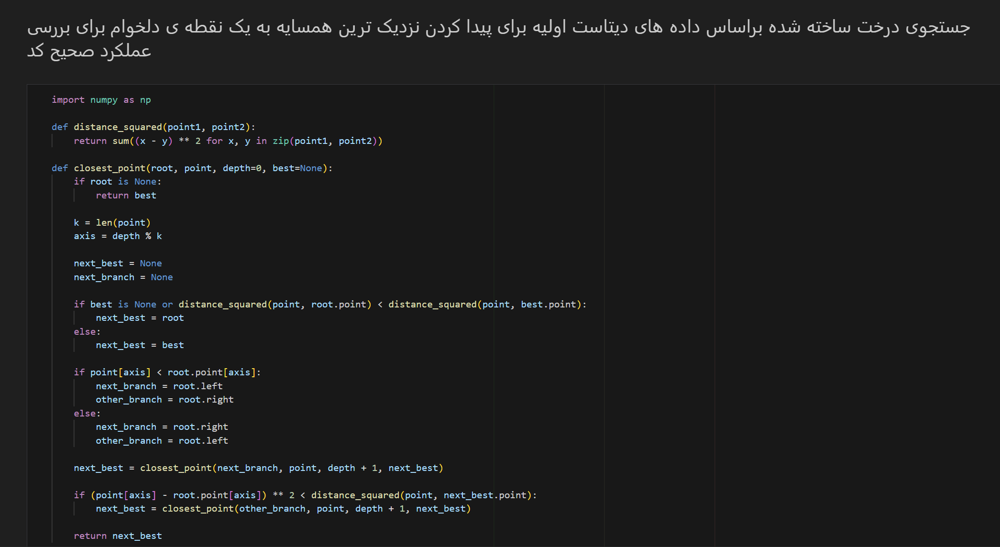 جستجوی درخت ساخته شده براساس داده های دیتاست اولیه برای پیدا کردن نزدیک ترین همسایه به یک نقطه ی دلخوام برای بررسی
عملکرد صحیح کد
import numpy as np
def distance_squared(point1, point2):
    return sum((x - y) ** 2 for x, y in zip(point1, point2))
def closest_point(root, point, depth=0, best=None):
    if root is None:
        return best
    k = len(point)
    axis = depth % k
    next_best = None
    next_branch = None
    if best is None or distance_squared(point, root.point) < distance_squared(point, best.point):
        next_best = root
    else:
        next_best = best
    if point[axis] < root.point[axis]:
        next_branch = root.left
        other_branch = root.right
    else:
        next_branch = root.right
        other_branch = root.left
    next_best = closest_point(next_branch, point, depth + 1, next_best)
    if (point[axis] - root.point[axis]) ** 2 < distance_squared(point, next_best.point):
        next_best = closest_point(other_branch, point, depth + 1, next_best)
    return next_best